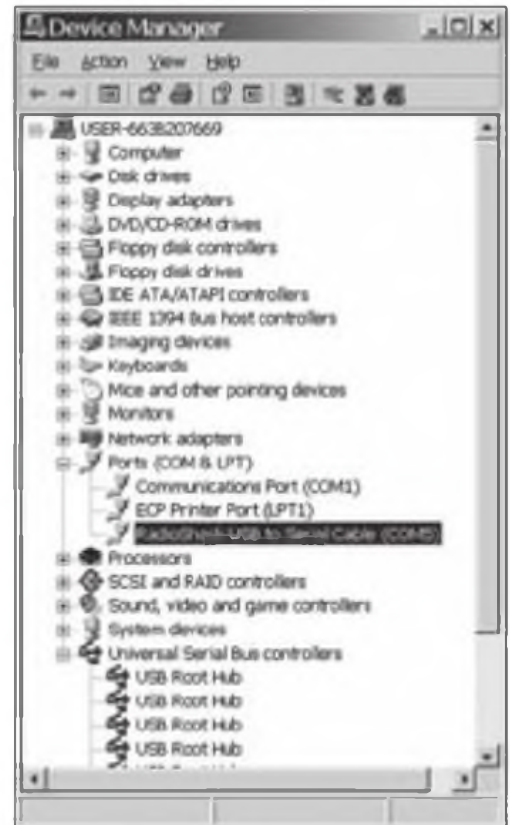 Device Manager
File Action View Help
USER-663B207669
Computer
Disk drives
Display adapters
DVD/CD-ROM drives
Floppy disk controllers
Floppy disk drives
IDE ATA/ATAPI controllers
IEEE 1394 Bus host controllers
Imaging devices
Keyboards
Mice and other pointing devices
Monitors
Network adapters
Ports (COM & LPT)
Communications Port (COM1)
ECP Printer Port (LPT1)
RadioShack USB to Serial Cable (COM5)
Processors
SCSI and RAID controllers
Sound, video and game controllers
System devices
Universal Serial Bus controllers
USB Root Hub
USB Root Hub
USB Root Hub
USB Root Hub